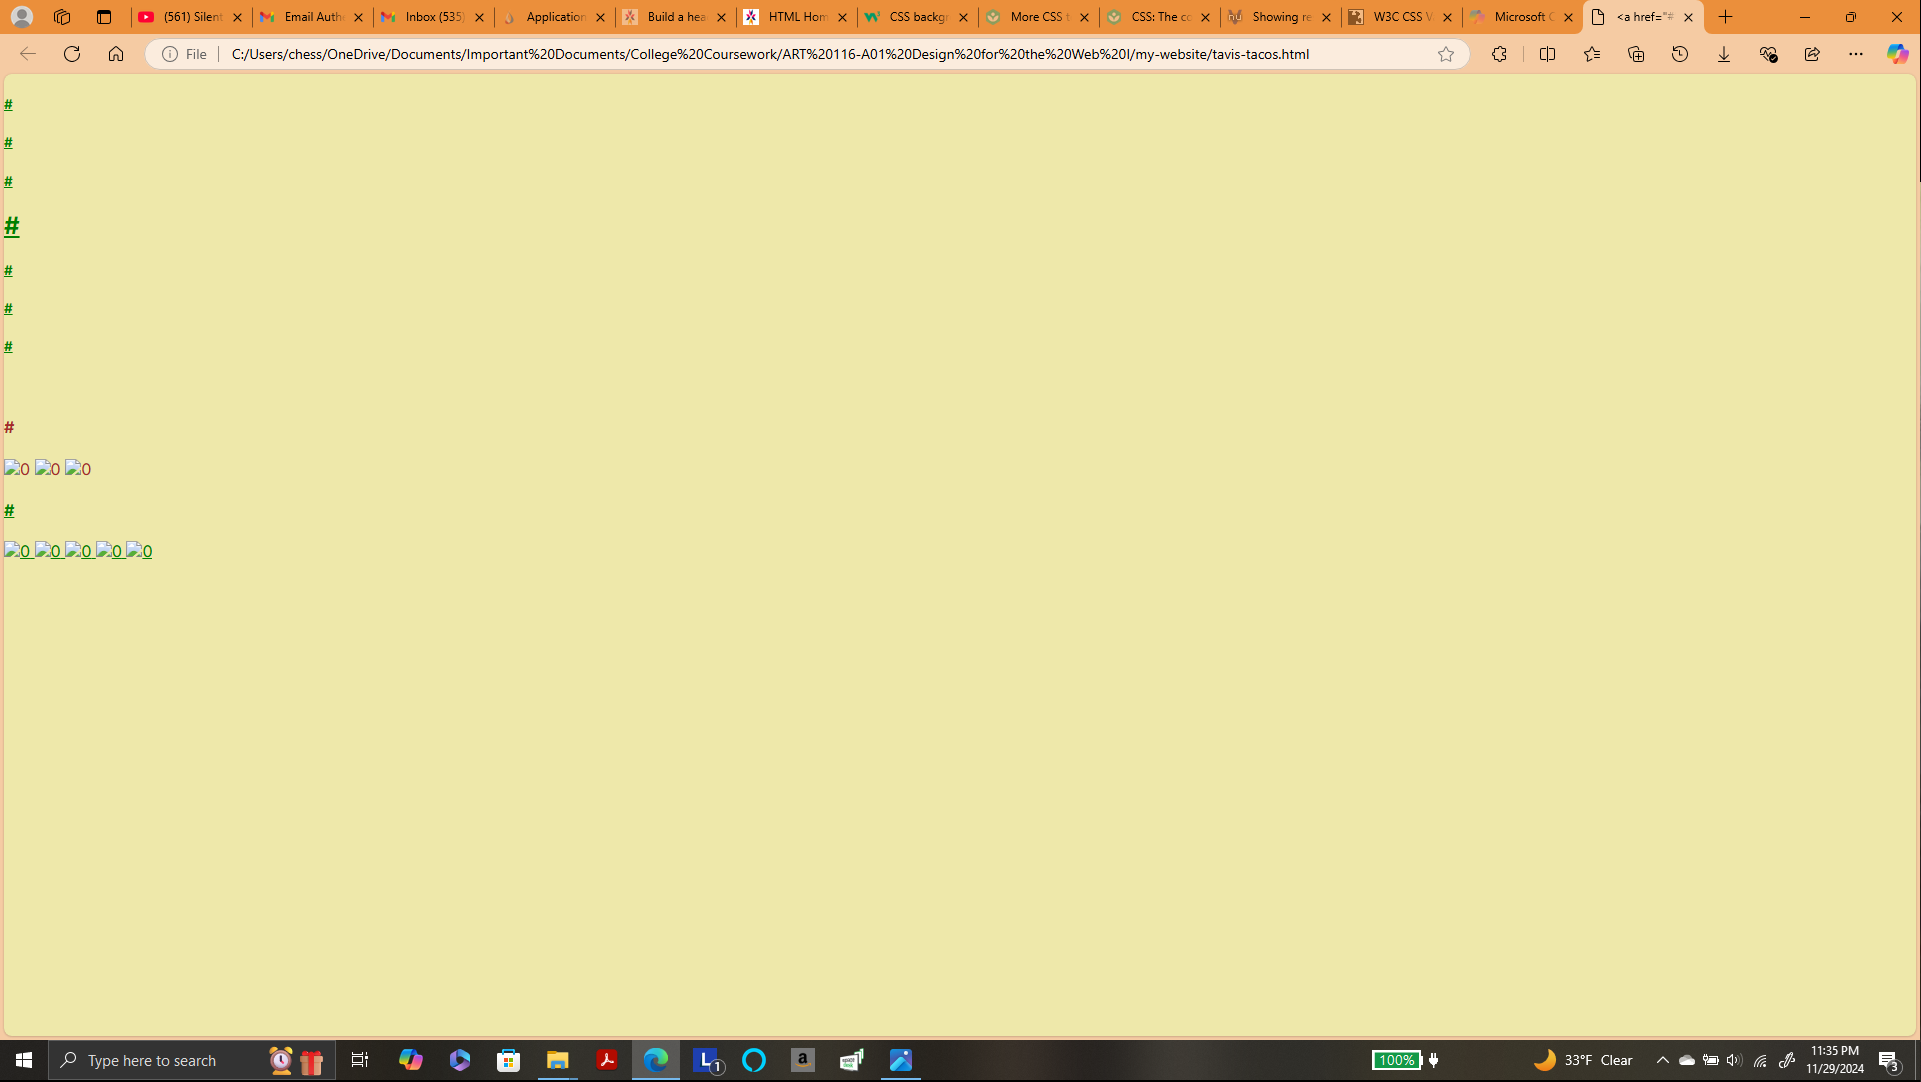 (561) Silent
Email Authe
Inbox (535)
Application
Build a hea
HTML Hom
CSS backgr
More CSS t
CSS: The co
Showing re
W3C CSS V
Microsoft C
<a href="#
File
C:/Users/chess/OneDrive/Documents/Important%20Documents/College%20Coursework/ART%20116-A01%20Design%20for%20the%20Web%20I/my-website/tavis-tacos.html
#
#
#
#
#
#
#
#
0 0 0
#
0 0 0 0 0
Type here to search
L 1
a
100%
33°F Clear
11:35 PM
11/29/2024
3